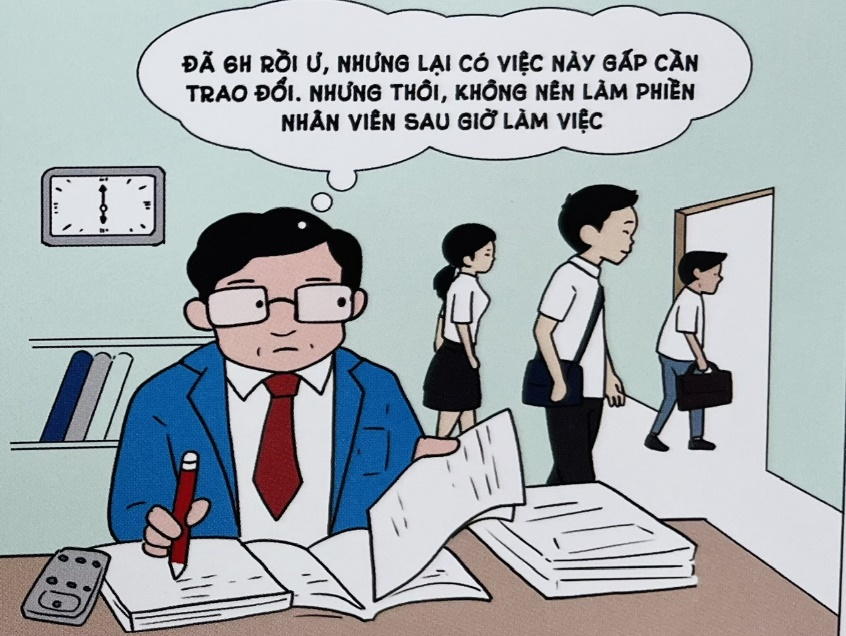 ĐÃ 6H RỒI Ư, NHƯNG LẠI CÓ VIỆC NÀY GẤP CẦN
TRAO ĐỔI. NHƯNG THÔI, KHÔNG NÊN LÀM PHIỀN
NHÂN VIÊN SAU GIỜ LÀM VIỆC